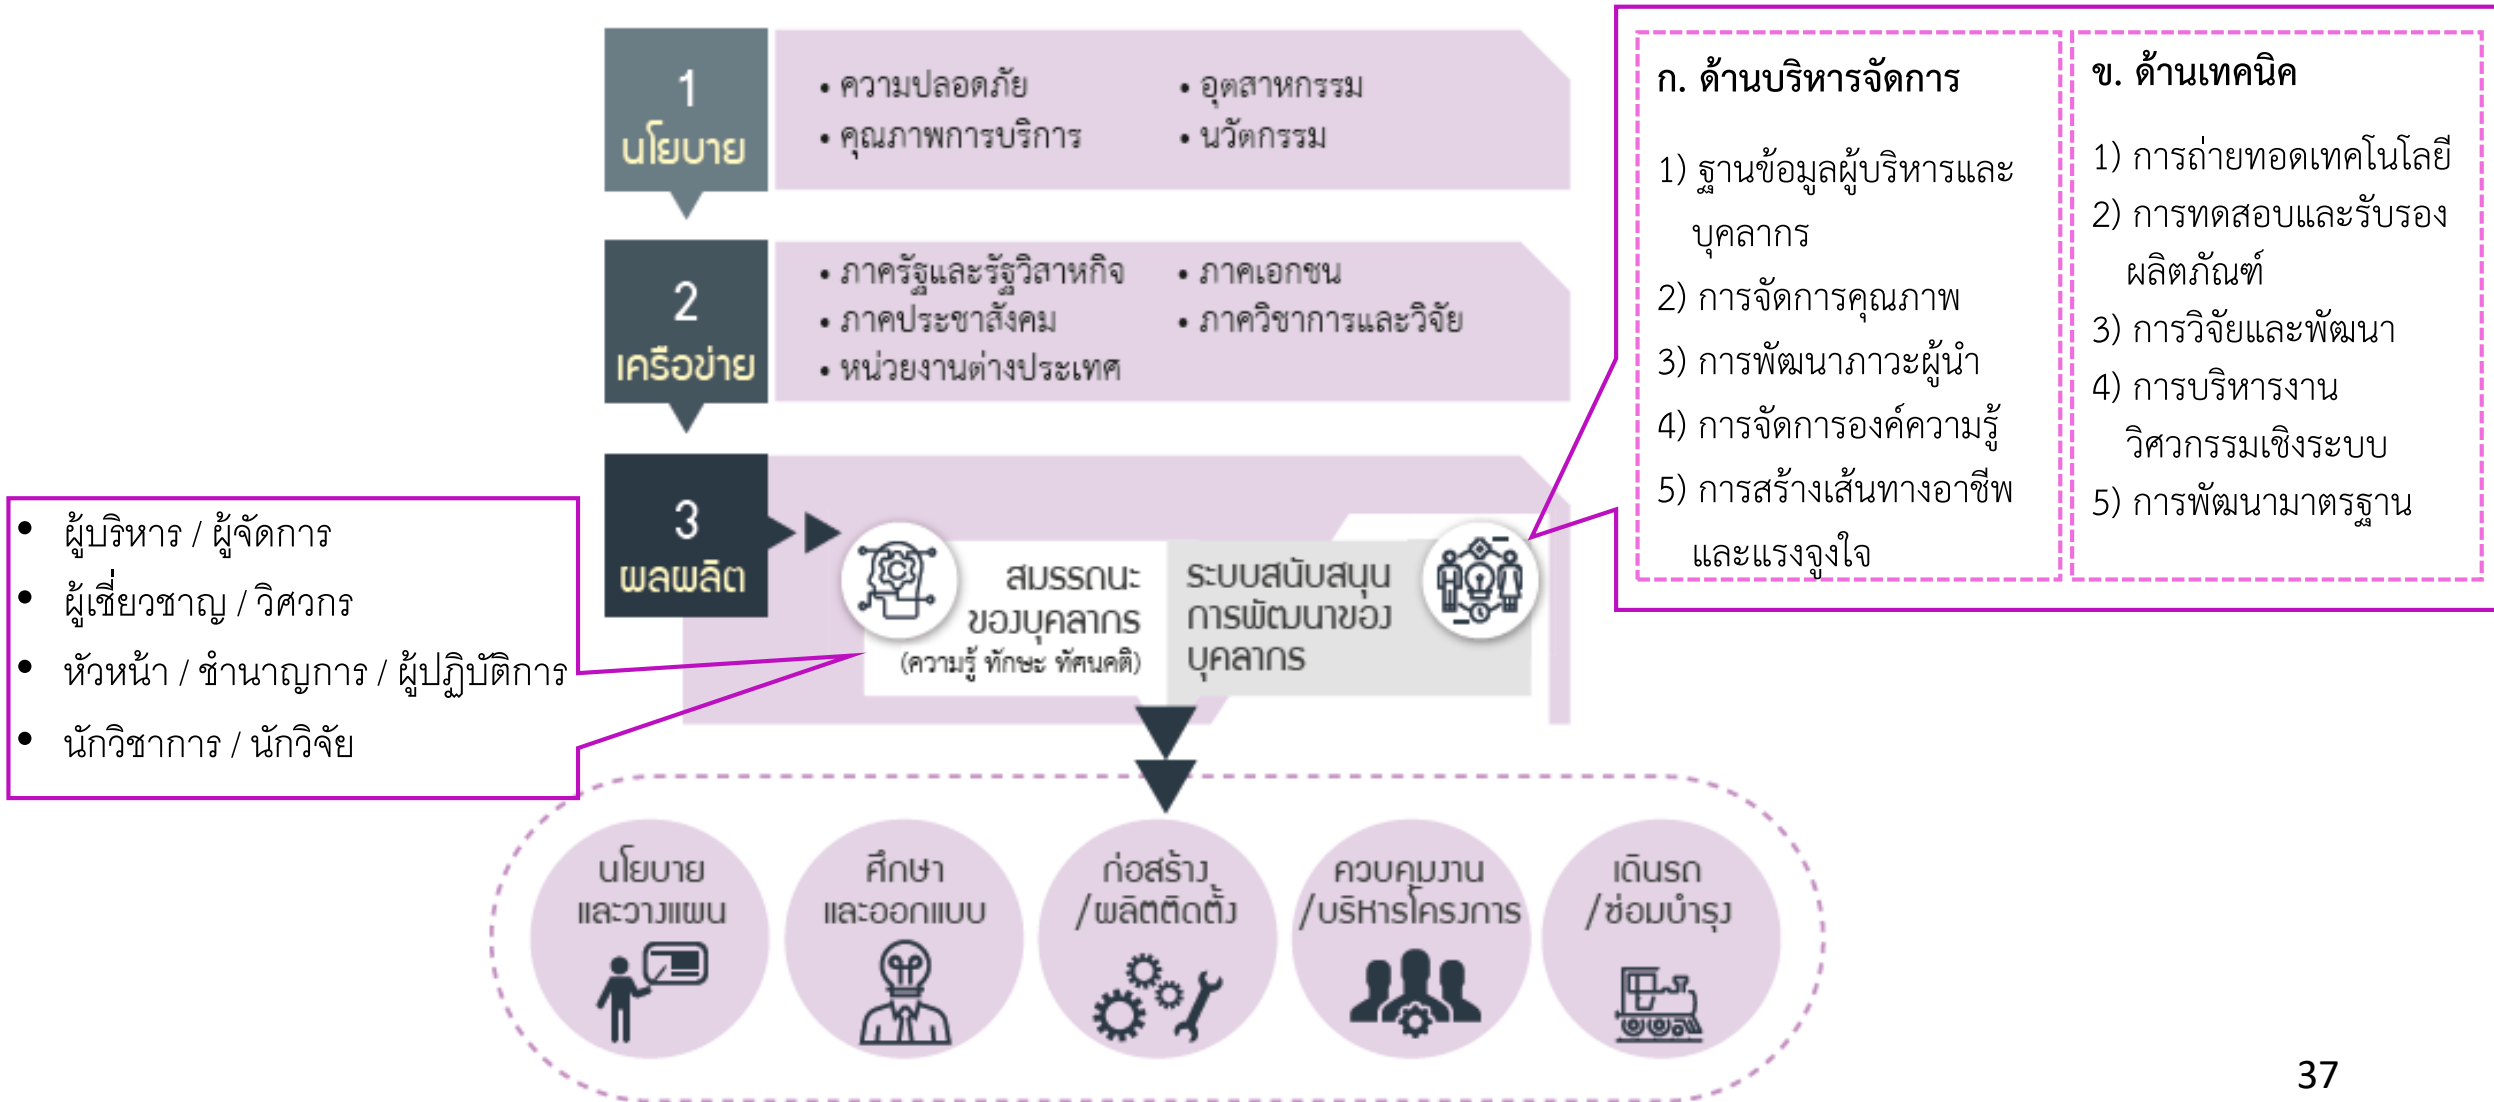 1
นโยบาย
• ความปลอดภัย
• คุณภาพการบริการ
• อุตสาหกรรม
• นวัตกรรม
2
เครือข่าย
• ภาครัฐและรัฐวิสาหกิจ
• ภาคประชาสังคม
• หน่วยงานต่างประเทศ
• ภาคเอกชน
• ภาควิชาการและวิจัย
3
ผลผลิต
สมรรถนะ
ของบุคลากร
(ความรู้ ทักษะ ทัศนคติ)
ระบบสนับสนุน
การพัฒนาของ
บุคลากร
• ผู้บริหาร / ผู้จัดการ
• ผู้เชี่ยวชาญ / วิศวกร
• หัวหน้า / ชำนาญการ / ผู้ปฏิบัติการ
• นักวิชาการ / นักวิจัย
ก. ด้านบริหารจัดการ
1) ฐานข้อมูลผู้บริหารและ
บุคลากร
2) การจัดการคุณภาพ
3) การพัฒนาภาวะผู้นำ
4) การจัดการองค์ความรู้
5) การสร้างเส้นทางอาชีพ
และแรงจูงใจ
ข. ด้านเทคนิค
1) การถ่ายทอดเทคโนโลยี
2) การทดสอบและรับรอง
ผลิตภัณฑ์
3) การวิจัยและพัฒนา
4) การบริหารงาน
วิศวกรรมเชิงระบบ
5) การพัฒนามาตรฐาน
นโยบาย
และวางแผน
ศึกษา
และออกแบบ
ก่อสร้าง
/ผลิตติดตั้ง
ควบคุมงาน
/บริหารโครงการ
เดินรถ
/ซ่อมบำรุง
37